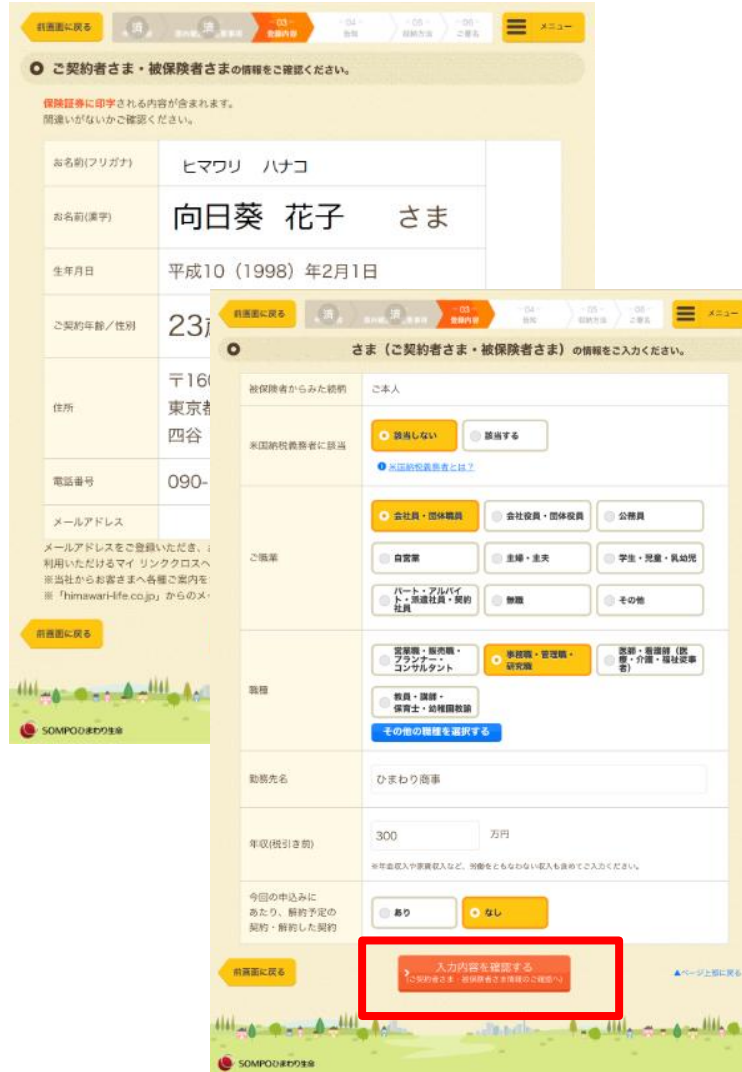 前画面に戻る
済
済
-03-
登録内容
-04-
告知
-05-
収納方法
-06-
ご署名
メニュー
ご契約者さま・被保険者さまの情報をご確認ください。
保険証券に印字される内容が含まれます。
間違いがないかご確認ください。
お名前(フリガナ)
ヒマワリ ハナコ
お名前(漢字)
向日葵 花子 さま
生年月日
平成10（1998）年2月1日
ご契約年齢／性別
23歳
住所
〒160
東京都
四谷
電話番号
090-
メールアドレス
メールアドレスをご登録いただき、
利用いただけるマイ リンククロスへ
※当社からお客さまへ各種ご案内を
※「himawari-life.co.jp」からのメー
前画面に戻る
SOMPOひまわり生命
前画面に戻る
済
済
-03-
登録内容
-04-
告知
-05-
収納方法
-06-
ご署名
メニュー
さま（ご契約者さま・被保険者さま）の情報をご入力ください。
被保険者からみた続柄
ご本人
米国納税義務者に該当
該当しない
該当する
米国納税義務者とは？
ご職業
会社員・団体職員
会社役員・団体役員
公務員
自営業
主婦・主夫
学生・児童・乳幼児
パート・アルバイ
ト・派遣社員・契約
社員
無職
その他
職種
営業職・販売職・
プランナー・
コンサルタント
事務職・管理職・
研究職
医師・看護師（医
療・介護・福祉従事
者）
教員・講師・
保育士・幼稚園教諭
その他の職種を選択する
勤務先名
ひまわり商事
年収(税引き前)
300 万円
※年金収入や家賃収入など、労働をともなわない収入も含めてご入力ください。
今回の申込みに
あたり、解約予定の
契約・解約した契約
あり
なし
前画面に戻る
入力内容を確認する
(ご契約者さま・被保険者さま情報のご確認へ)
▲ページ上部に戻る
SOMPOひまわり生命